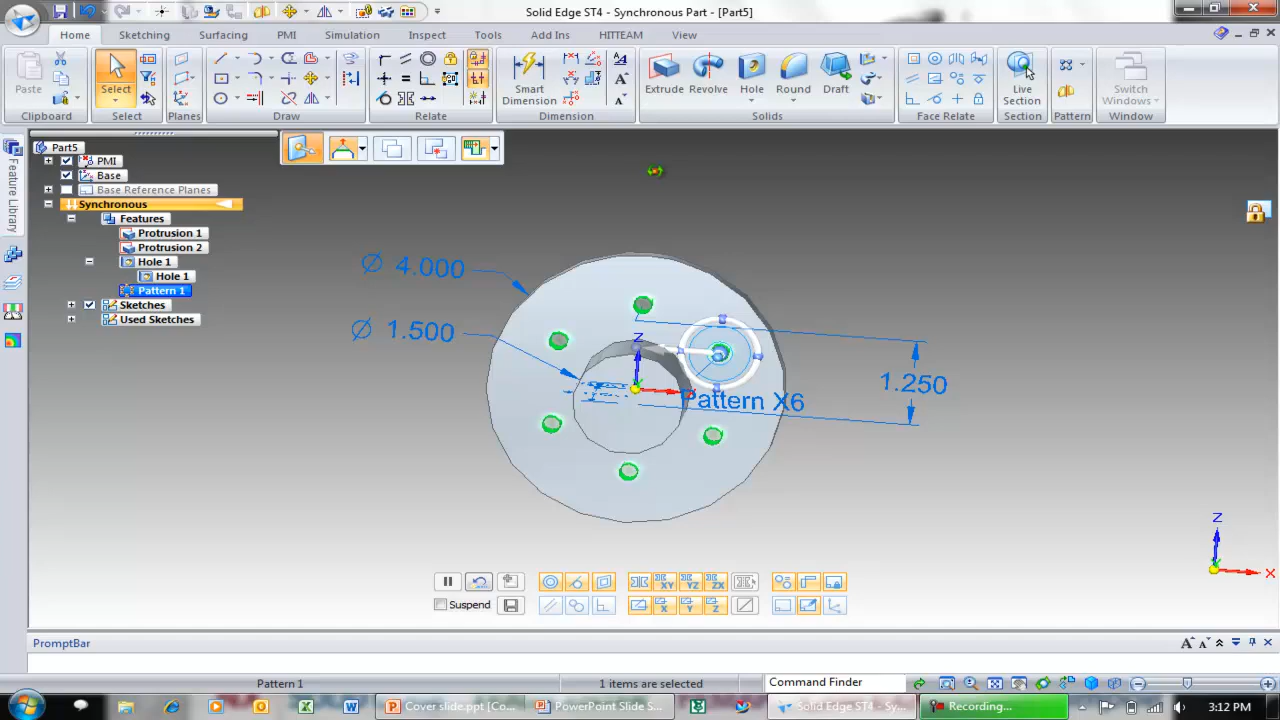 Solid Edge ST4 - Synchronous Part - [Part5]
Home Sketching Surfacing PMI Simulation Inspect Tools Add Ins HITTEAM View
Paste Select Smart Dimension Extrude Revolve Hole Round Draft Live Section Switch Windows
Clipboard Select Planes Draw Relate Dimension Solids Face Relate Section Pattern Window
Feature Library
Part5
PMI
Base
Base Reference Planes
Synchronous
Features
Protrusion 1
Protrusion 2
Hole 1
Hole 1
Pattern 1
Sketches
Used Sketches
Ø 4.000
Ø 1.500
Z
1.250
Pattern X6
Z
X
XY YZ ZX
Suspend
X Y Z
PromptBar
Pattern 1
1 items are selected
Command Finder
Cover slide.ppt [Co...
PowerPoint Slide S...
Solid Edge ST4 - Sy...
Recording...
3:12 PM